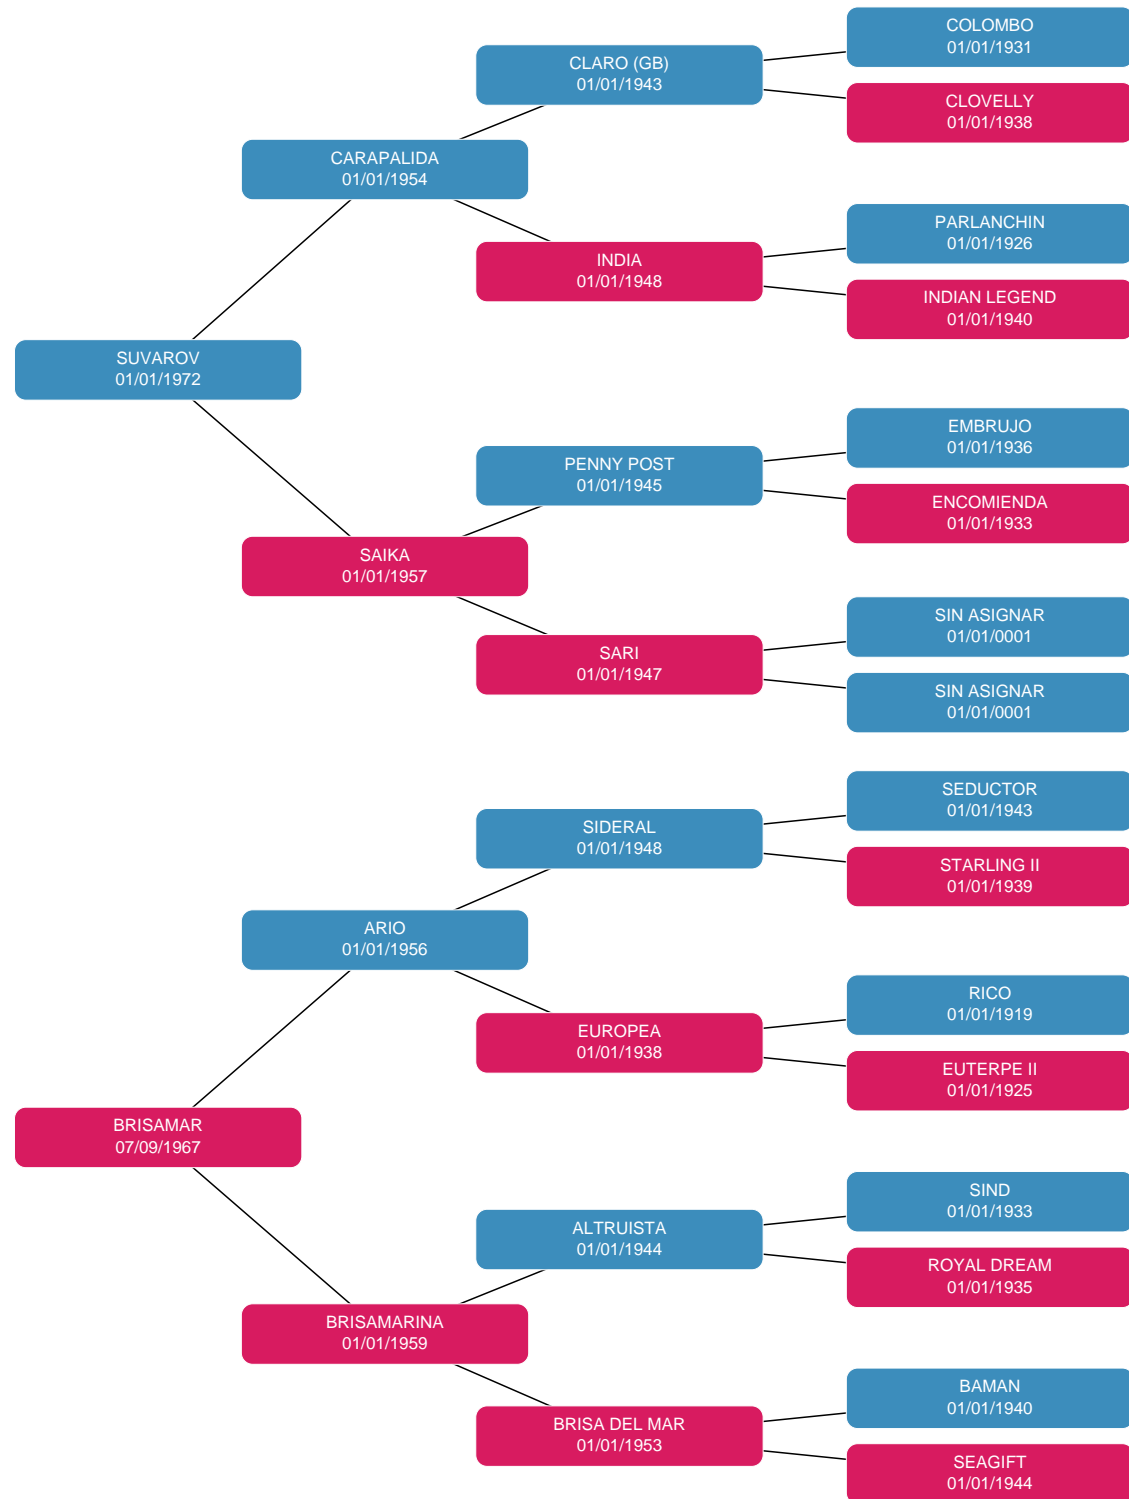 COLOMBO
01/01/1931
CLARO (GB)
01/01/1943
CLOVELLY
01/01/1938
CARAPALIDA
01/01/1954
PARLANCHIN
01/01/1926
INDIA
01/01/1948
INDIAN LEGEND
01/01/1940
SUVAROV
01/01/1972
EMBRUJO
01/01/1936
PENNY POST
01/01/1945
ENCOMIENDA
01/01/1933
SAIKA
01/01/1957
SIN ASIGNAR
01/01/0001
SARI
01/01/1947
SIN ASIGNAR
01/01/0001
SEDUCTOR
01/01/1943
SIDERAL
01/01/1948
STARLING II
01/01/1939
ARIO
01/01/1956
RICO
01/01/1919
EUROPEA
01/01/1938
EUTERPE II
01/01/1925
BRISAMAR
07/09/1967
SIND
01/01/1933
ALTRUISTA
01/01/1944
ROYAL DREAM
01/01/1935
BRISAMARINA
01/01/1959
BAMAN
01/01/1940
BRISA DEL MAR
01/01/1953
SEAGIFT
01/01/1944